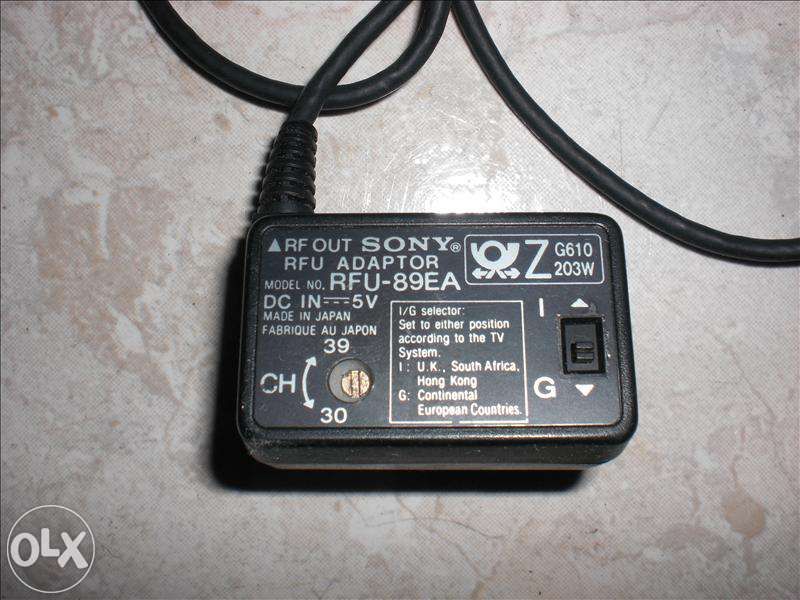 ▲RF OUT SONY®
RFU ADAPTOR
MODEL NO. RFU-89EA
DC IN⎓5V
MADE IN JAPAN
FABRIQUE AU JAPON
Z G610
203W
39
CH
30
I/G selector:
Set to either position
according to the TV
System.
I : U.K., South Africa,
Hong Kong
G: Continental
European Countries.
I ▲
G ▼
OLX